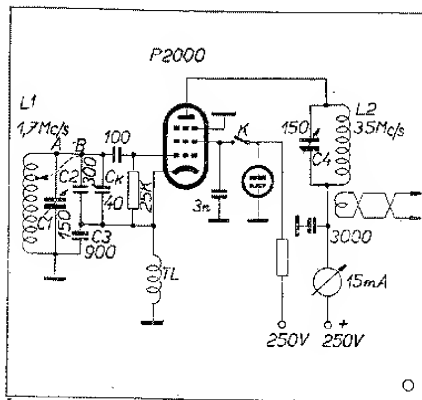 P2000
L1
1,7Mc/s
A
B
100
K
150
L2
3.5Mc/s
C4
C2
300
CK
40
25K
C1
150
C3
900
3n
3000
TL
15mA
250V
+
250V